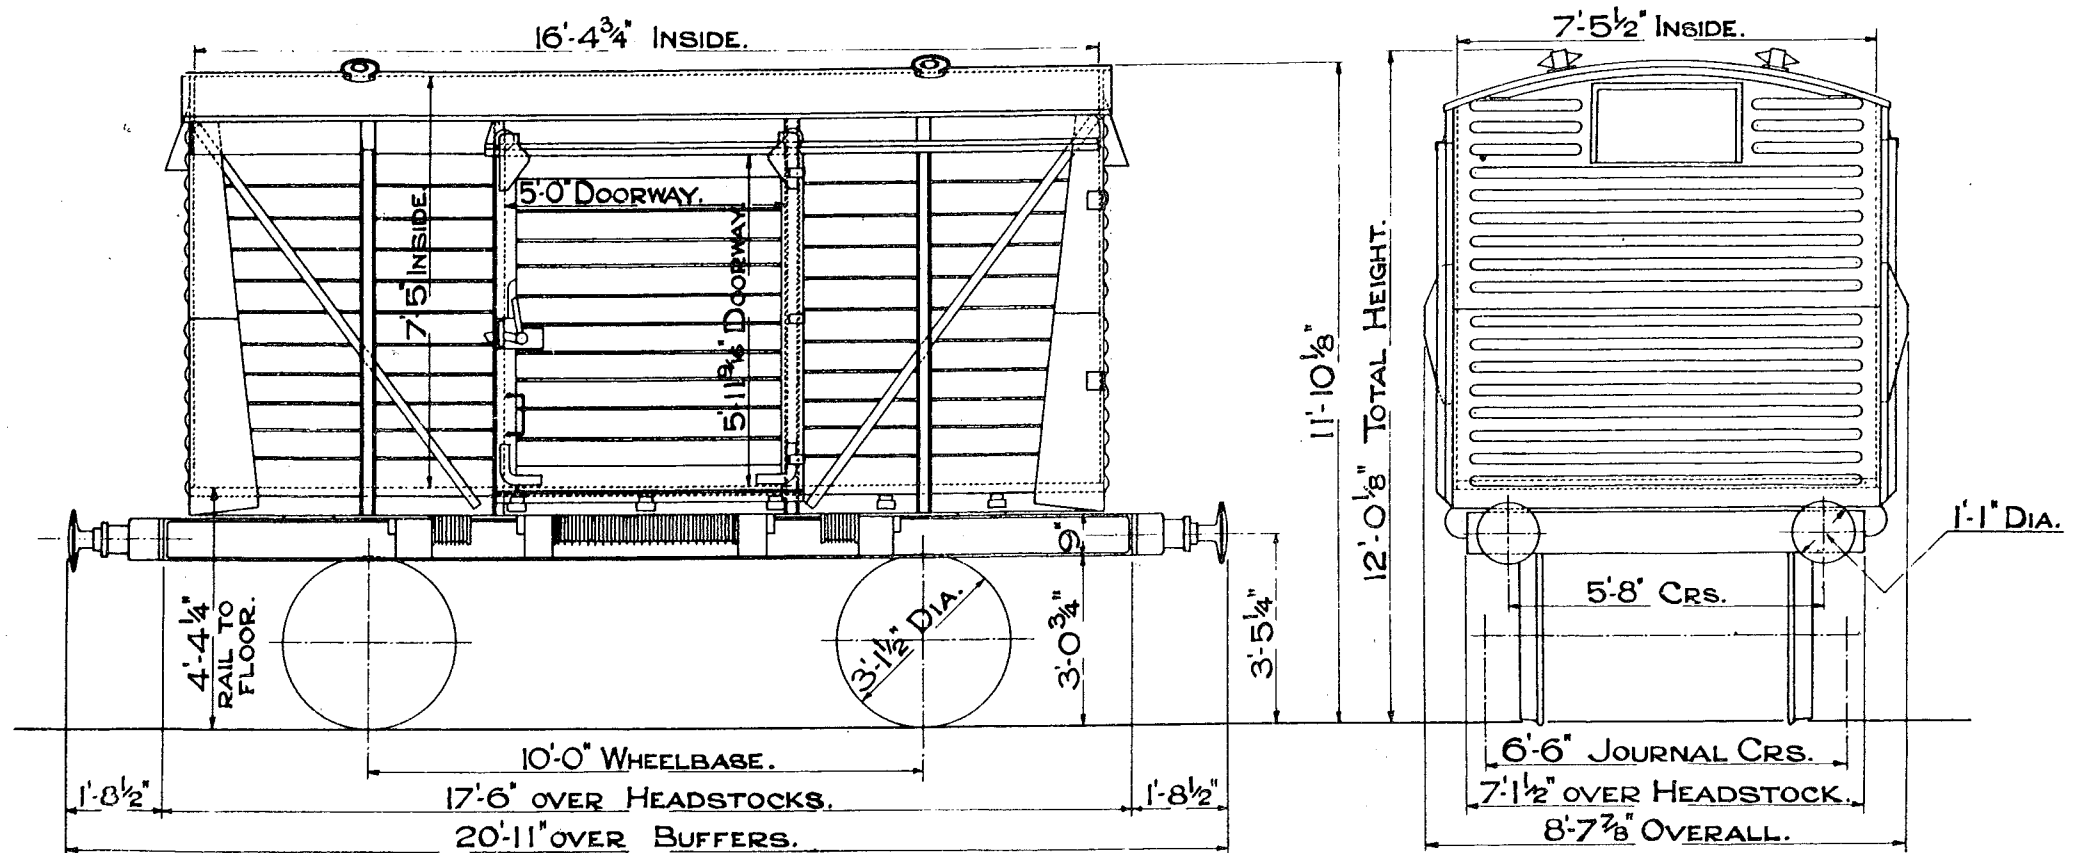 16'-4¾" INSIDE.
7'-5½" INSIDE.
5'-0" DOORWAY.
7'-5" INSIDE.
5'-11 9/16" DOORWAY.
11'-10⅛"
12'-0⅛" TOTAL HEIGHT.
1'-1" DIA.
9"
5'-8" CRS.
4'-4¼"
RAIL TO
FLOOR.
3'-1½" DIA.
3'-0¾"
3'-5¼"
10'-0" WHEELBASE.
6'-6" JOURNAL CRS.
1'-8½"
17'-6" OVER HEADSTOCKS.
1'-8½"
7'-1½" OVER HEADSTOCK.
20'-11" OVER BUFFERS.
8'-7⅞" OVERALL.